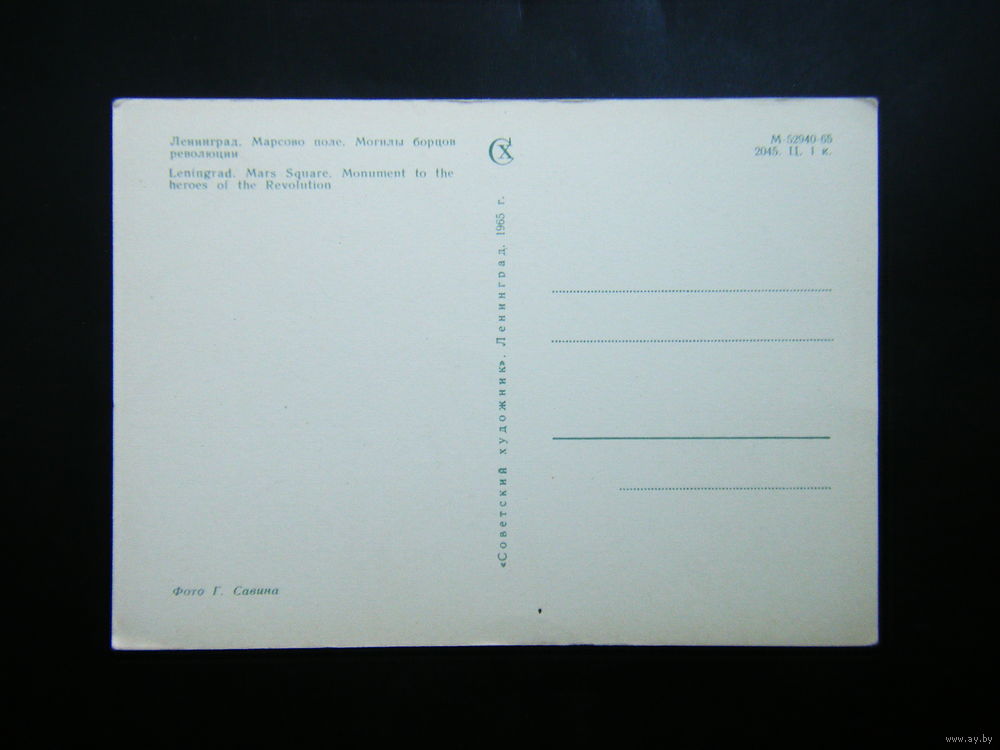 Ленинград. Марсово поле. Могилы борцов
революции
Leningrad. Mars Square. Monument to the
heroes of the Revolution
Фото Г. Савина
СХ
«Советский художник». Ленинград. 1965 г.
М-52940-65
2045. Ц. 1 к.
www.ay.by